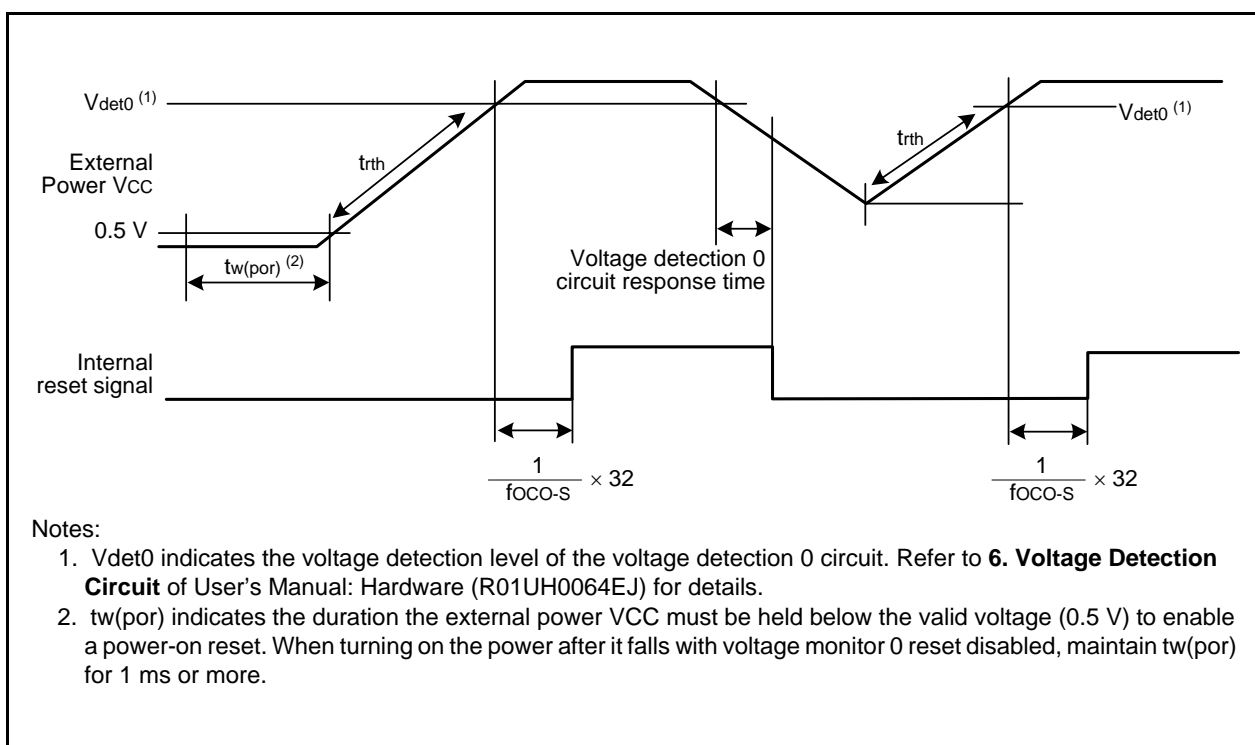 Vdet0 (1)
trth
External
Power VCC
0.5 V
tw(por) (2)
Voltage detection 0
circuit response time
trth
Vdet0 (1)
Internal
reset signal
1
fOCO-S
× 32
1
fOCO-S
× 32
Notes:
1. Vdet0 indicates the voltage detection level of the voltage detection 0 circuit. Refer to 6. Voltage Detection
Circuit of User's Manual: Hardware (R01UH0064EJ) for details.
2. tw(por) indicates the duration the external power VCC must be held below the valid voltage (0.5 V) to enable
a power-on reset. When turning on the power after it falls with voltage monitor 0 reset disabled, maintain tw(por)
for 1 ms or more.